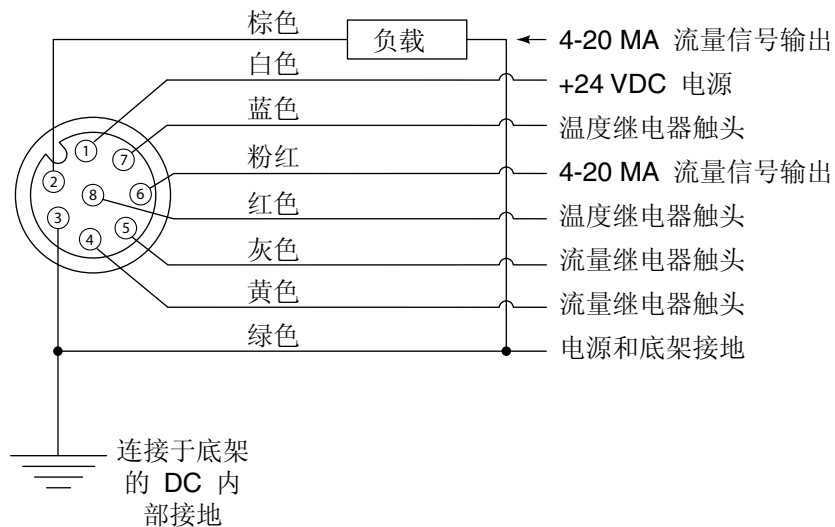 棕色
负载
4-20 MA 流量信号输出
白色
+24 VDC 电源
蓝色
温度继电器触头
粉红
4-20 MA 流量信号输出
红色
温度继电器触头
灰色
流量继电器触头
黄色
流量继电器触头
绿色
电源和底架接地
1
7
2
8
6
3
4
5
连接于底架
的 DC 内
部接地